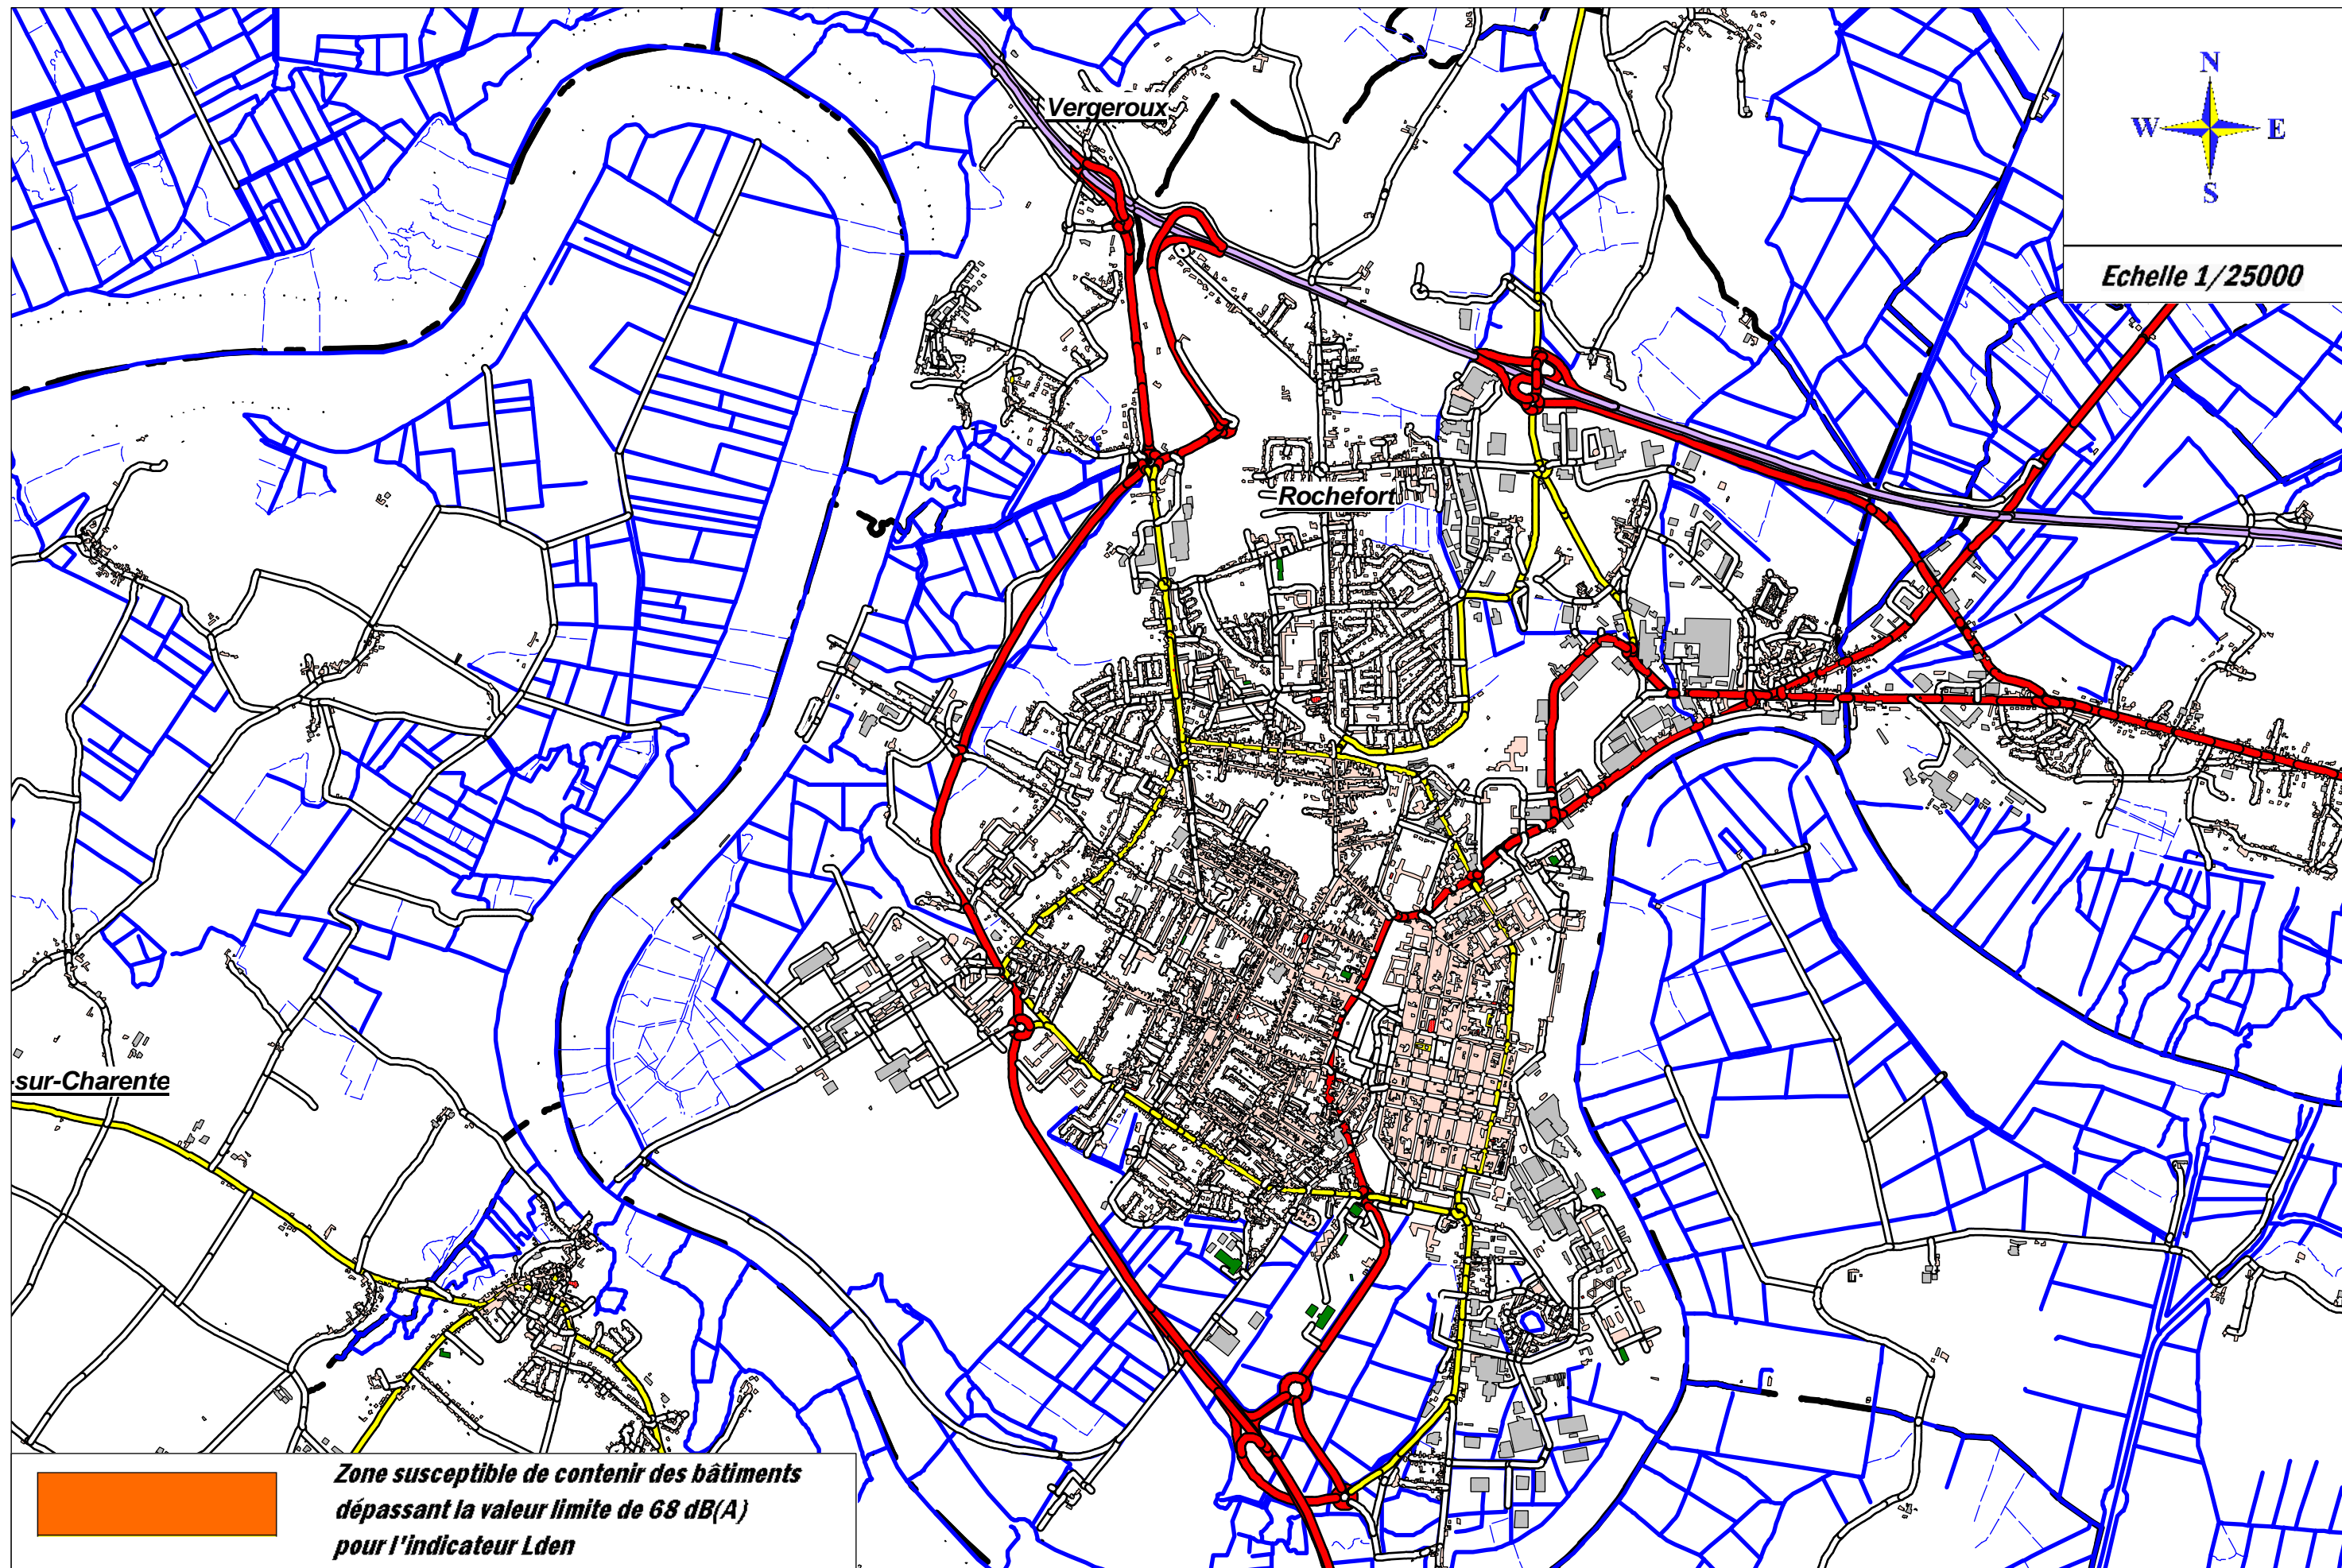 N
W E
S
Echelle 1/25000
Vergeroux
Rochefort
-sur-Charente
Zone susceptible de contenir des bâtiments
dépassant la valeur limite de 68 dB(A)
pour l'indicateur Lden